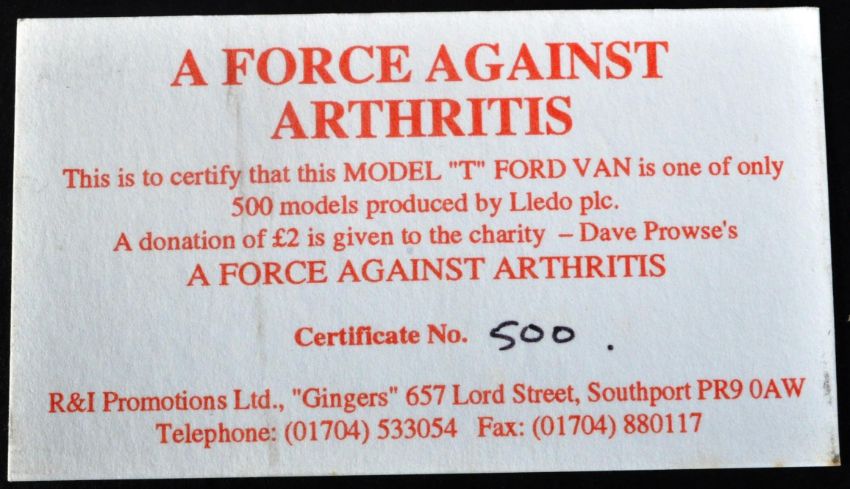 A FORCE AGAINST
ARTHRITIS
This is to certify that this MODEL "T" FORD VAN is one of only
500 models produced by Lledo plc.
A donation of £2 is given to the charity – Dave Prowse's
A FORCE AGAINST ARTHRITIS
Certificate No. 500 .
R&I Promotions Ltd., "Gingers" 657 Lord Street, Southport PR9 0AW
Telephone: (01704) 533054 Fax: (01704) 880117